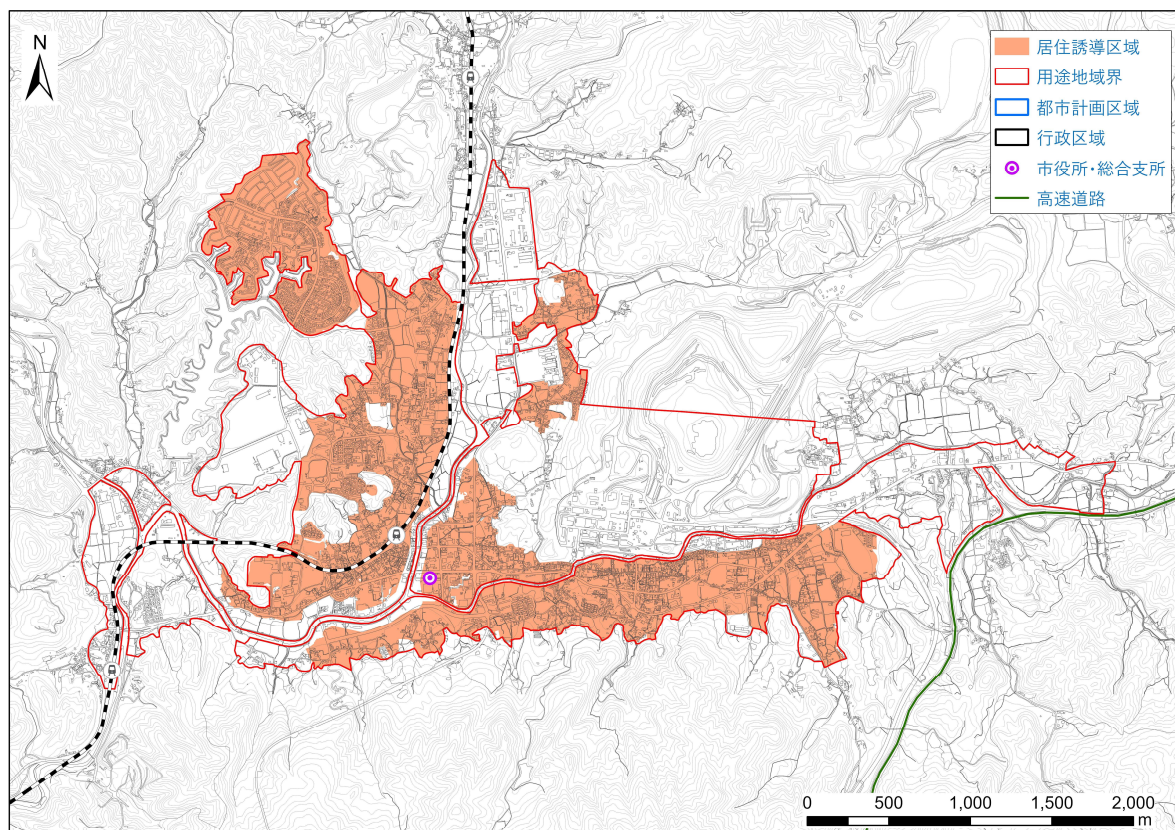 N
居住誘導区域
用途地域界
都市計画区域
行政区域
市役所・総合支所
高速道路
0 500 1,000 1,500 2,000
m